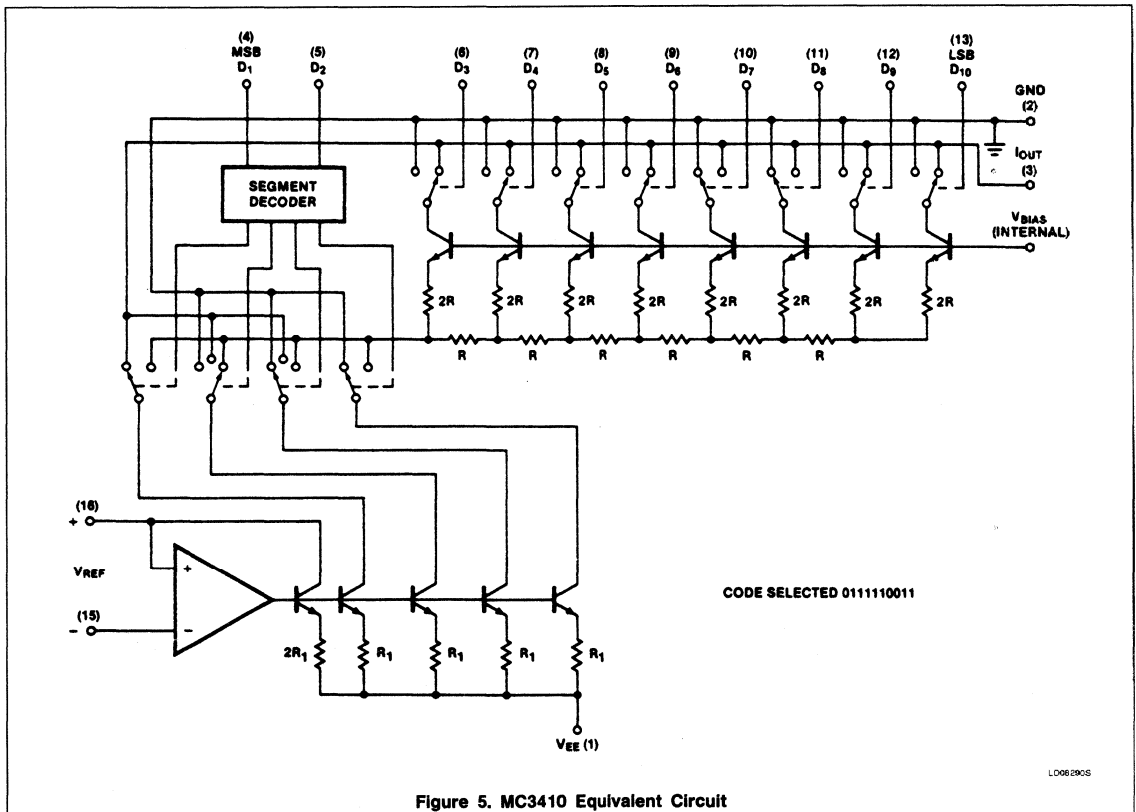 (4) (5) (6) (7) (8) (9) (10) (11) (12) (13)
MSB LSB
D1 D2 D3 D4 D5 D6 D7 D8 D9 D10
GND
(2)
IOUT
(3)
SEGMENT
DECODER
VBIAS
(INTERNAL)
2R 2R 2R 2R 2R 2R 2R 2R
R R R R R R
(16)
+
+
VREF
CODE SELECTED 0111110011
(15)
-
-
2R1 R1 R1 R1 R1
VEE (1)
LD08290S
Figure 5. MC3410 Equivalent Circuit